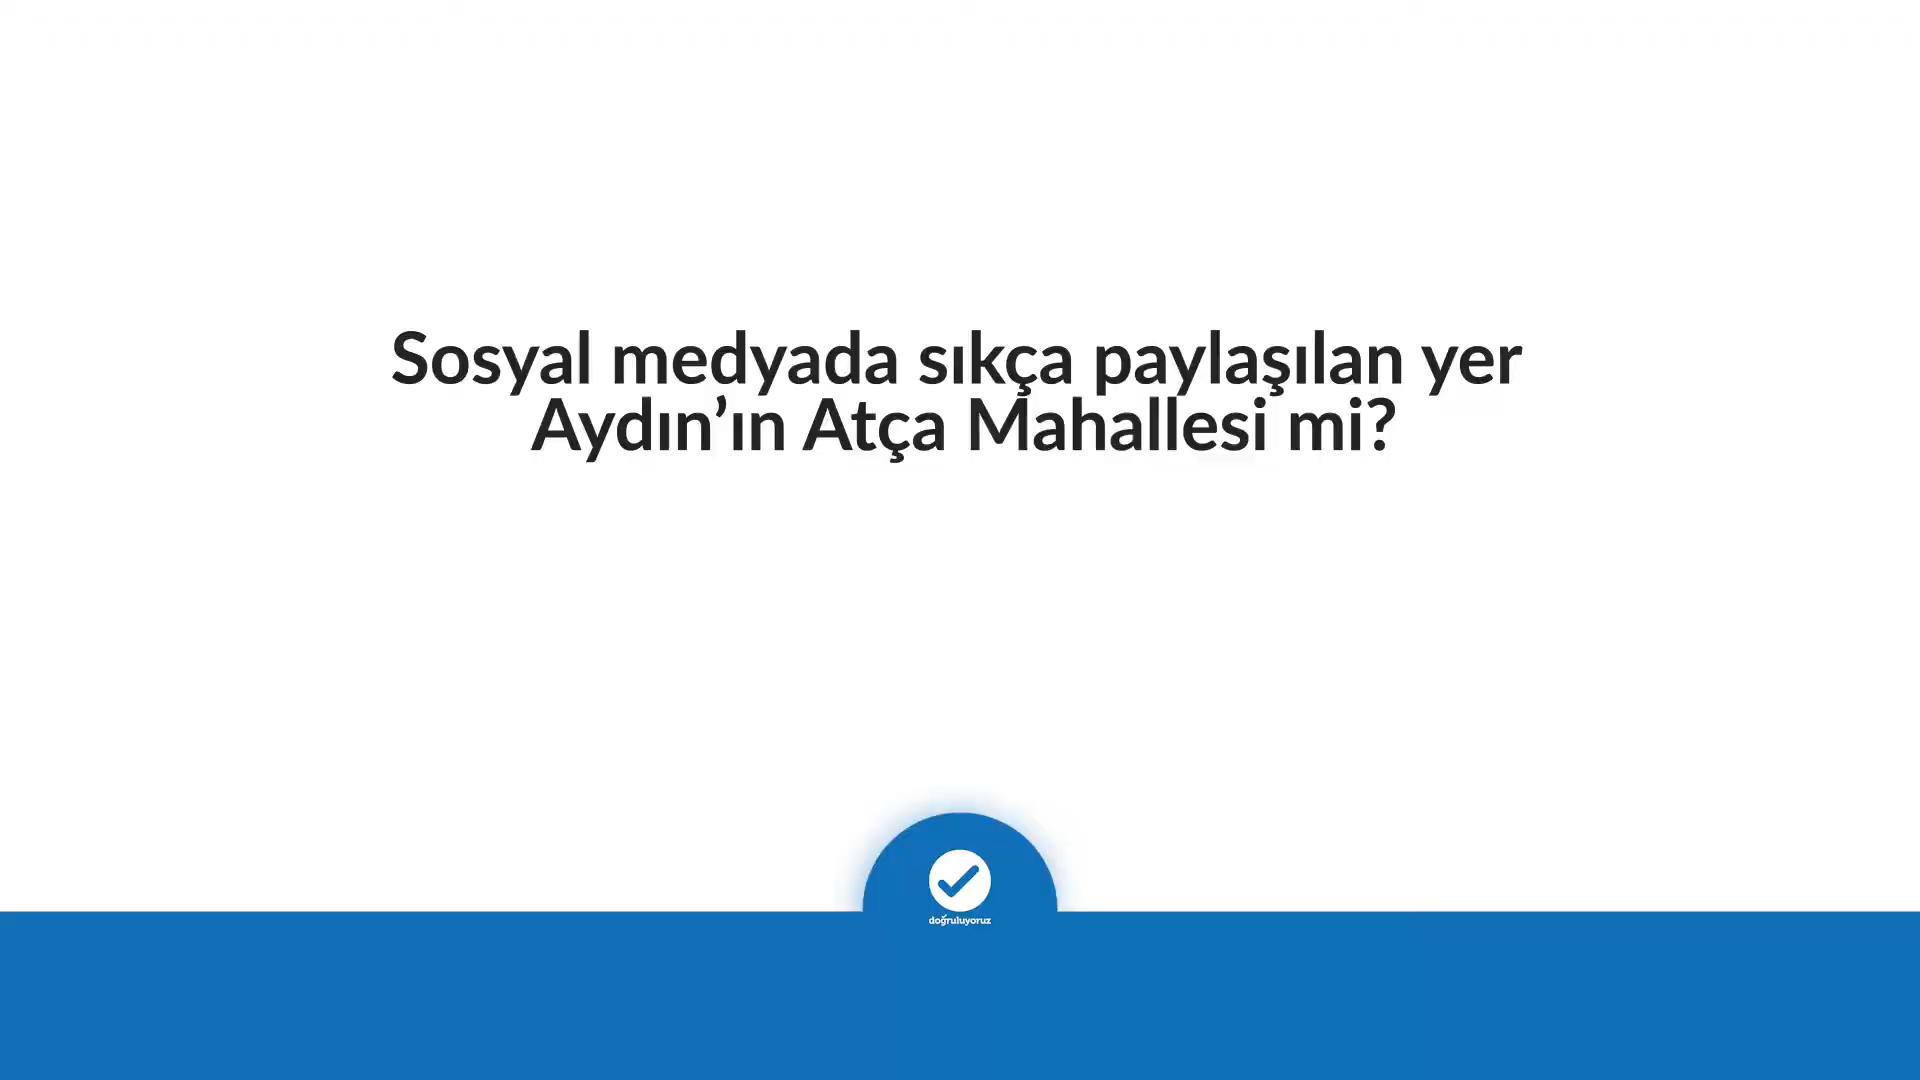 Sosyal medyada sıkça paylaşılan yer
Aydın’ın Atça Mahallesi mi?
doğruluyoruz